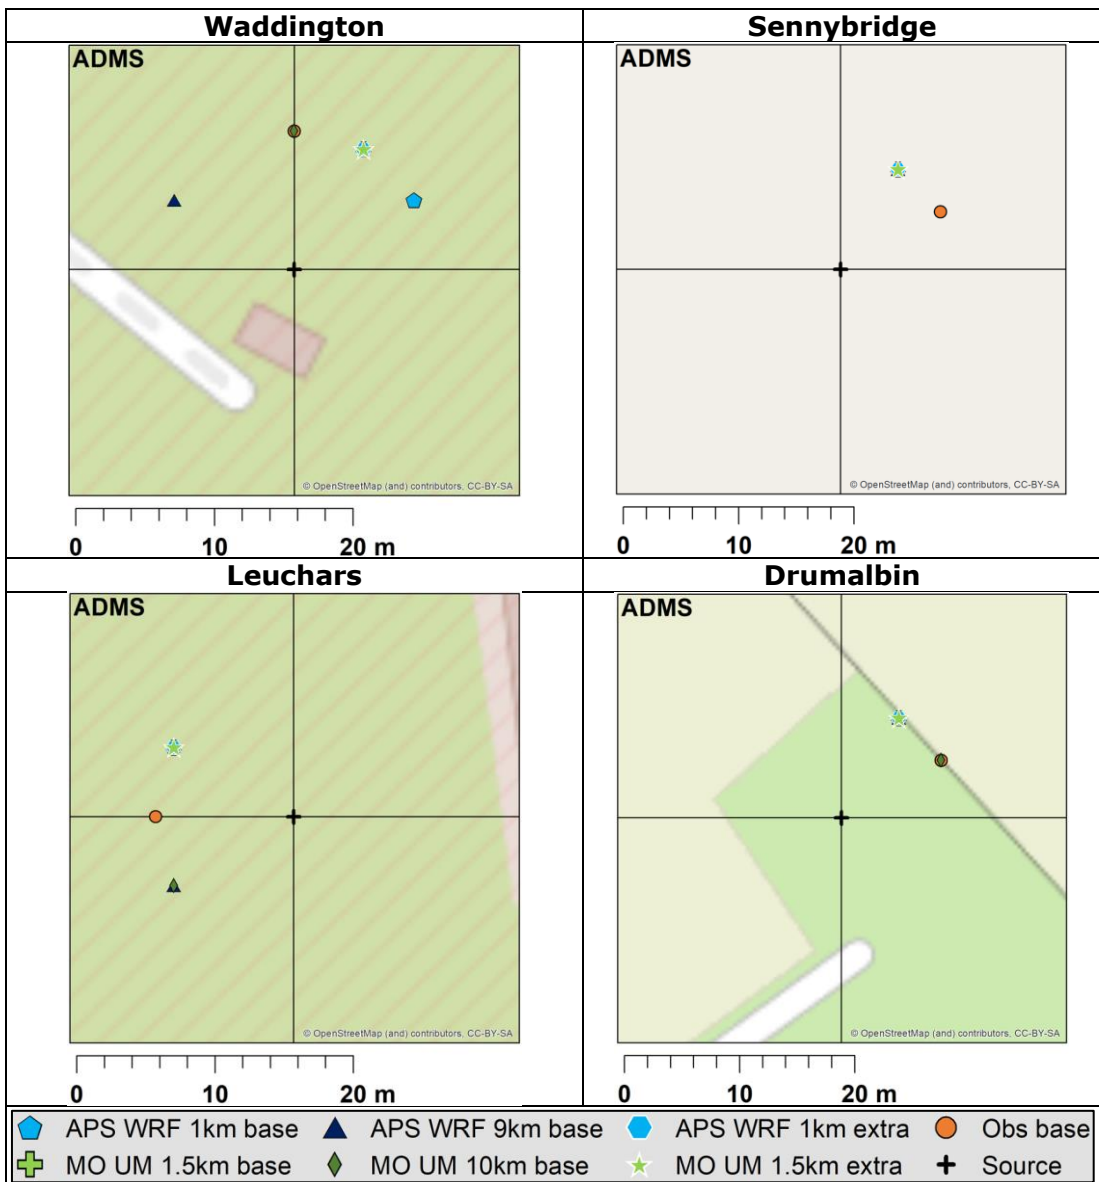 Waddington
Sennybridge
ADMS
ADMS
© OpenStreetMap (and) contributors, CC-BY-SA
© OpenStreetMap (and) contributors, CC-BY-SA
0 10 20 m
0 10 20 m
Leuchars
Drumalbin
ADMS
ADMS
© OpenStreetMap (and) contributors, CC-BY-SA
© OpenStreetMap (and) contributors, CC-BY-SA
0 10 20 m
0 10 20 m
APS WRF 1km base APS WRF 9km base APS WRF 1km extra Obs base
MO UM 1.5km base MO UM 10km base MO UM 1.5km extra Source